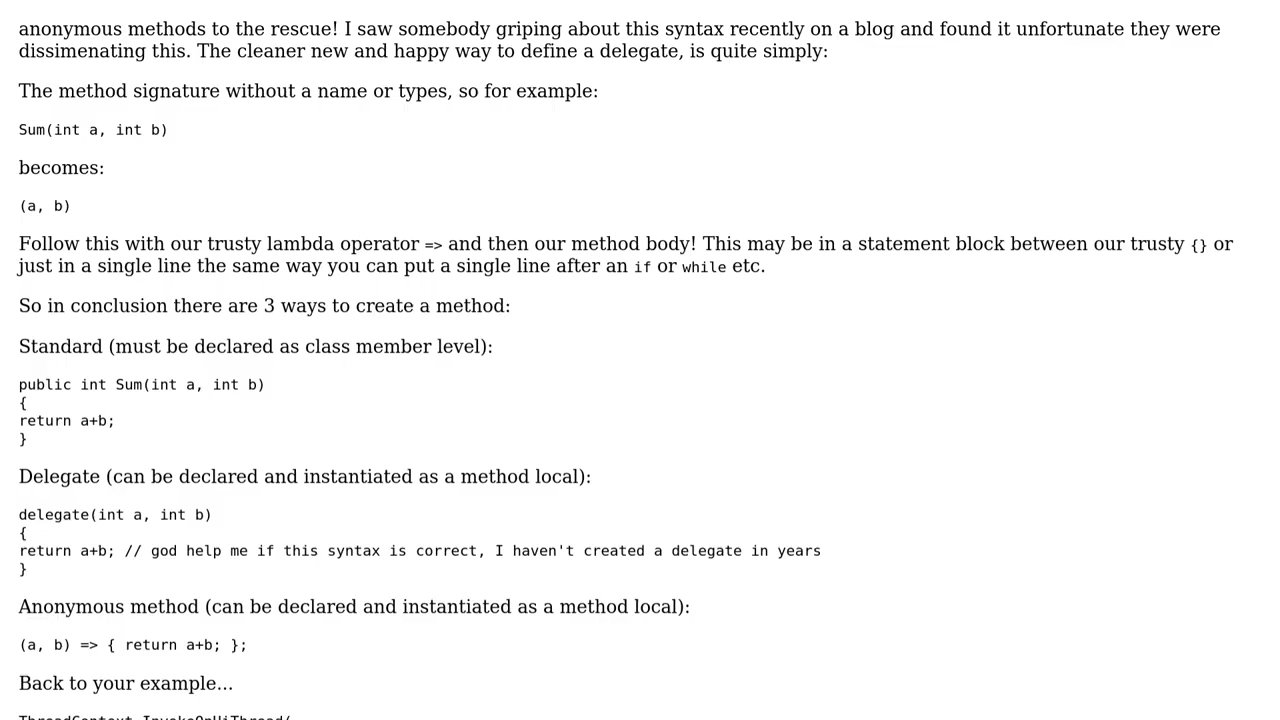 anonymous methods to the rescue! I saw somebody griping about this syntax recently on a blog and found it unfortunate they were
dissimenating this. The cleaner new and happy way to define a delegate, is quite simply:
The method signature without a name or types, so for example:
Sum(int a, int b)
becomes:
(a, b)
Follow this with our trusty lambda operator => and then our method body! This may be in a statement block between our trusty {} or
just in a single line the same way you can put a single line after an if or while etc.
So in conclusion there are 3 ways to create a method:
Standard (must be declared as class member level):
public int Sum(int a, int b)
{
return a+b;
}
Delegate (can be declared and instantiated as a method local):
delegate(int a, int b)
{
return a+b; // god help me if this syntax is correct, I haven't created a delegate in years
}
Anonymous method (can be declared and instantiated as a method local):
(a, b) => { return a+b; };
Back to your example...
ThreadContext.InvokeOnUiThread(